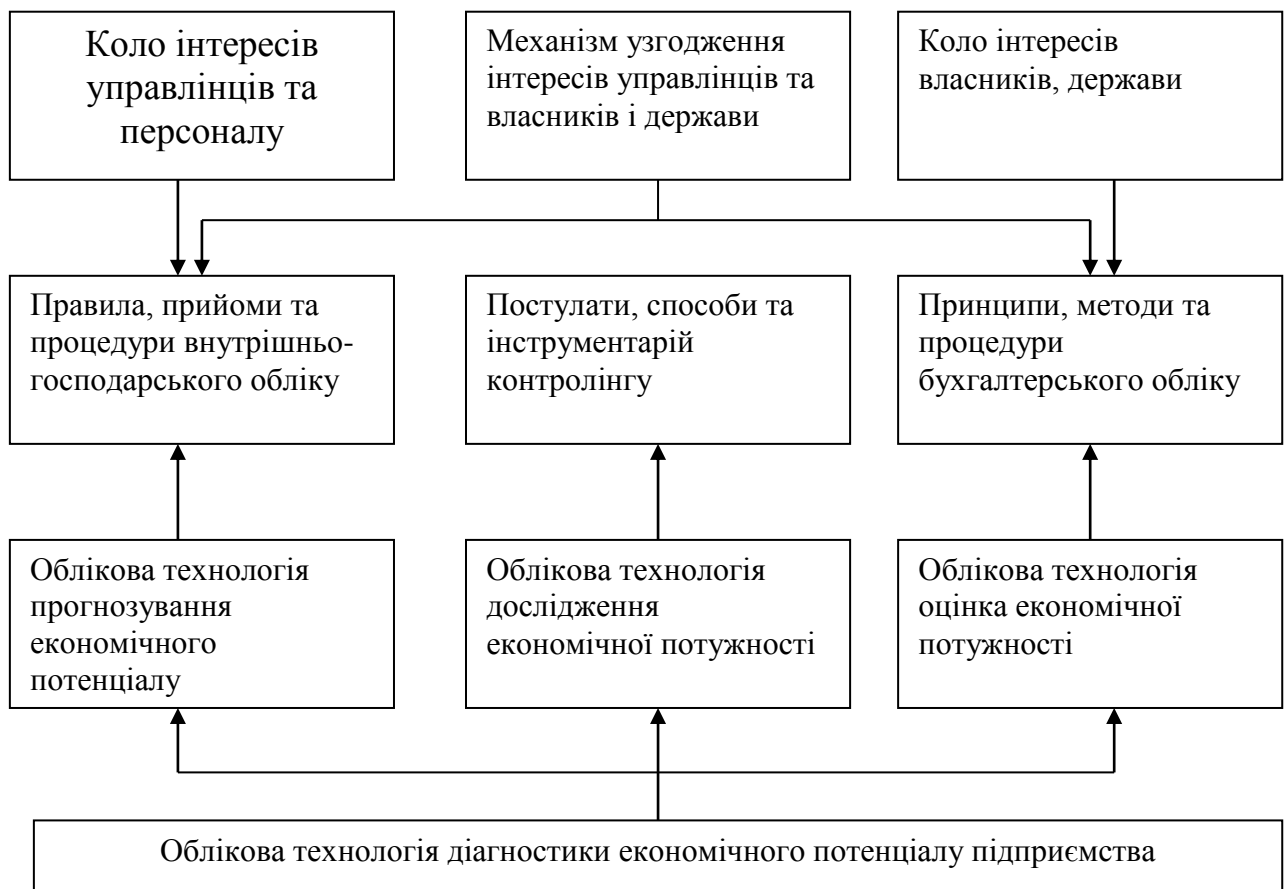 Коло інтересів
управлінців та
персоналу
Механізм узгодження
інтересів управлінців та
власників і держави
Коло інтересів
власників, держави
Правила, прийоми та
процедури внутрішньо-
господарського обліку
Постулати, способи та
інструментарій
контролінгу
Принципи, методи та
процедури
бухгалтерського обліку
Облікова технологія
прогнозування
економічного
потенціалу
Облікова технологія
дослідження
економічної потужності
Облікова технологія
оцінка економічної
потужності
Облікова технологія діагностики економічного потенціалу підприємства